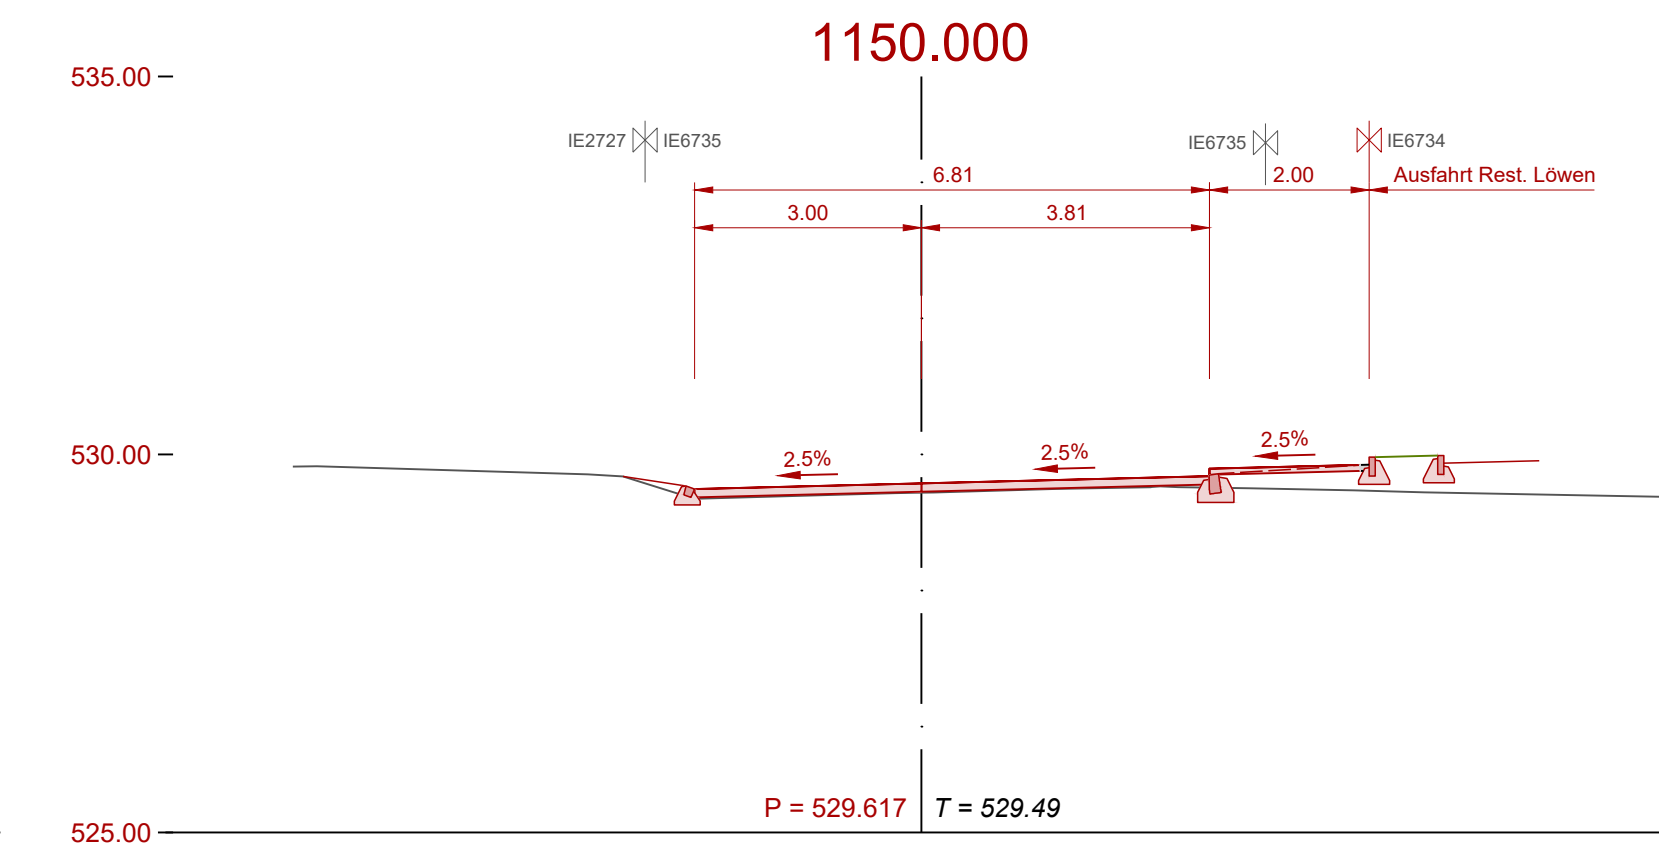 1150.000
535.00
IE2727 IE6735
IE6735 IE6734
6.81 2.00 Ausfahrt Rest. Löwen
3.00 3.81
530.00
2.5% 2.5% 2.5%
P = 529.617 T = 529.49
525.00